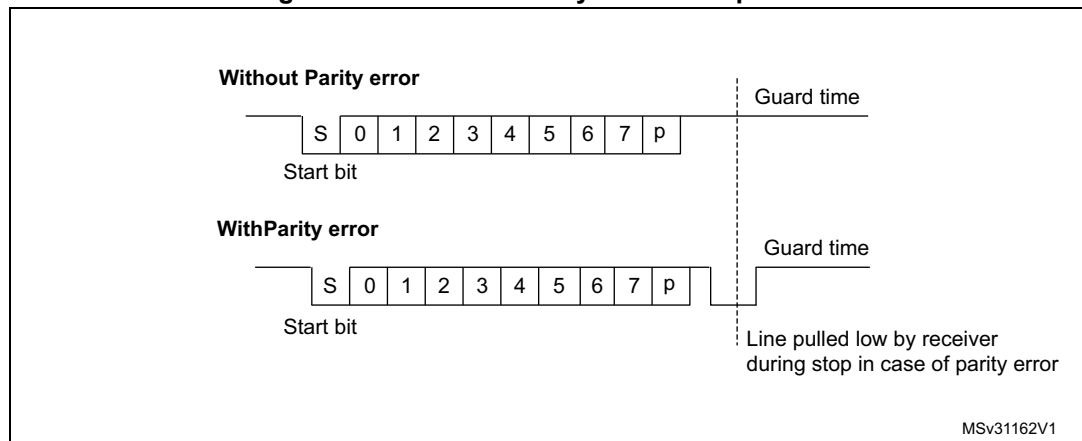 Without Parity error
Guard time
S 0 1 2 3 4 5 6 7 p
Start bit
WithParity error
Guard time
S 0 1 2 3 4 5 6 7 p
Start bit
Line pulled low by receiver
during stop in case of parity error
MSv31162V1